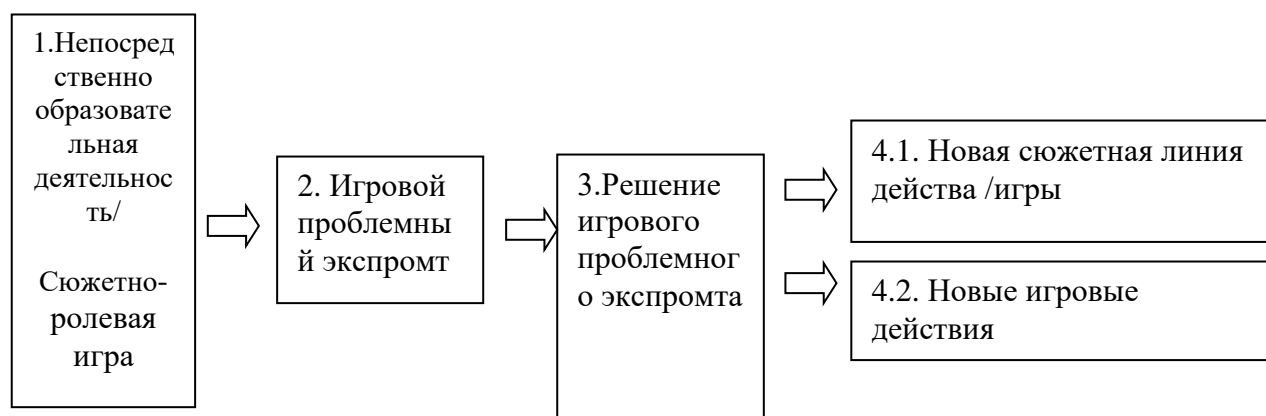 1.Непосред
ственно
образовате
льная
деятельнос
ть/
Сюжетно-
ролевая
игра
2. Игровой
проблемны
й экспромт
3.Решение
игрового
проблемног
о экспромта
4.1. Новая сюжетная линия
действа /игры
4.2. Новые игровые
действия